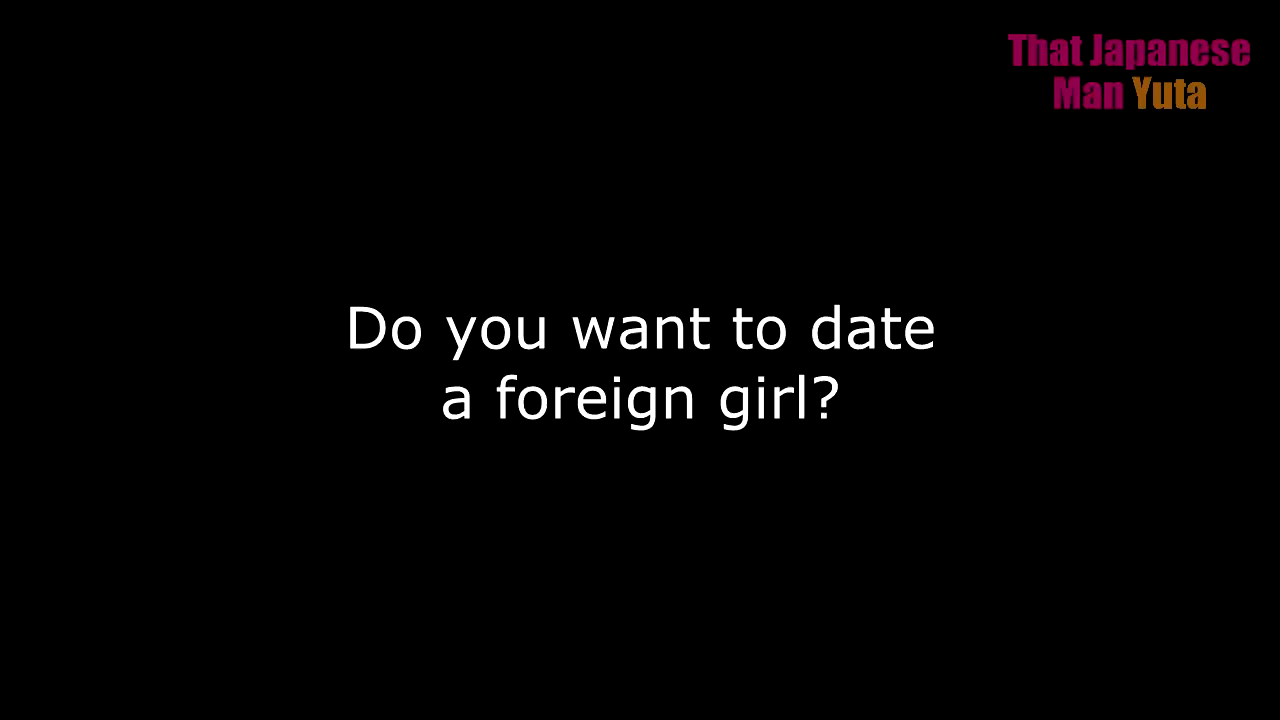 That Japanese
Man Yuta
Do you want to date
a foreign girl?